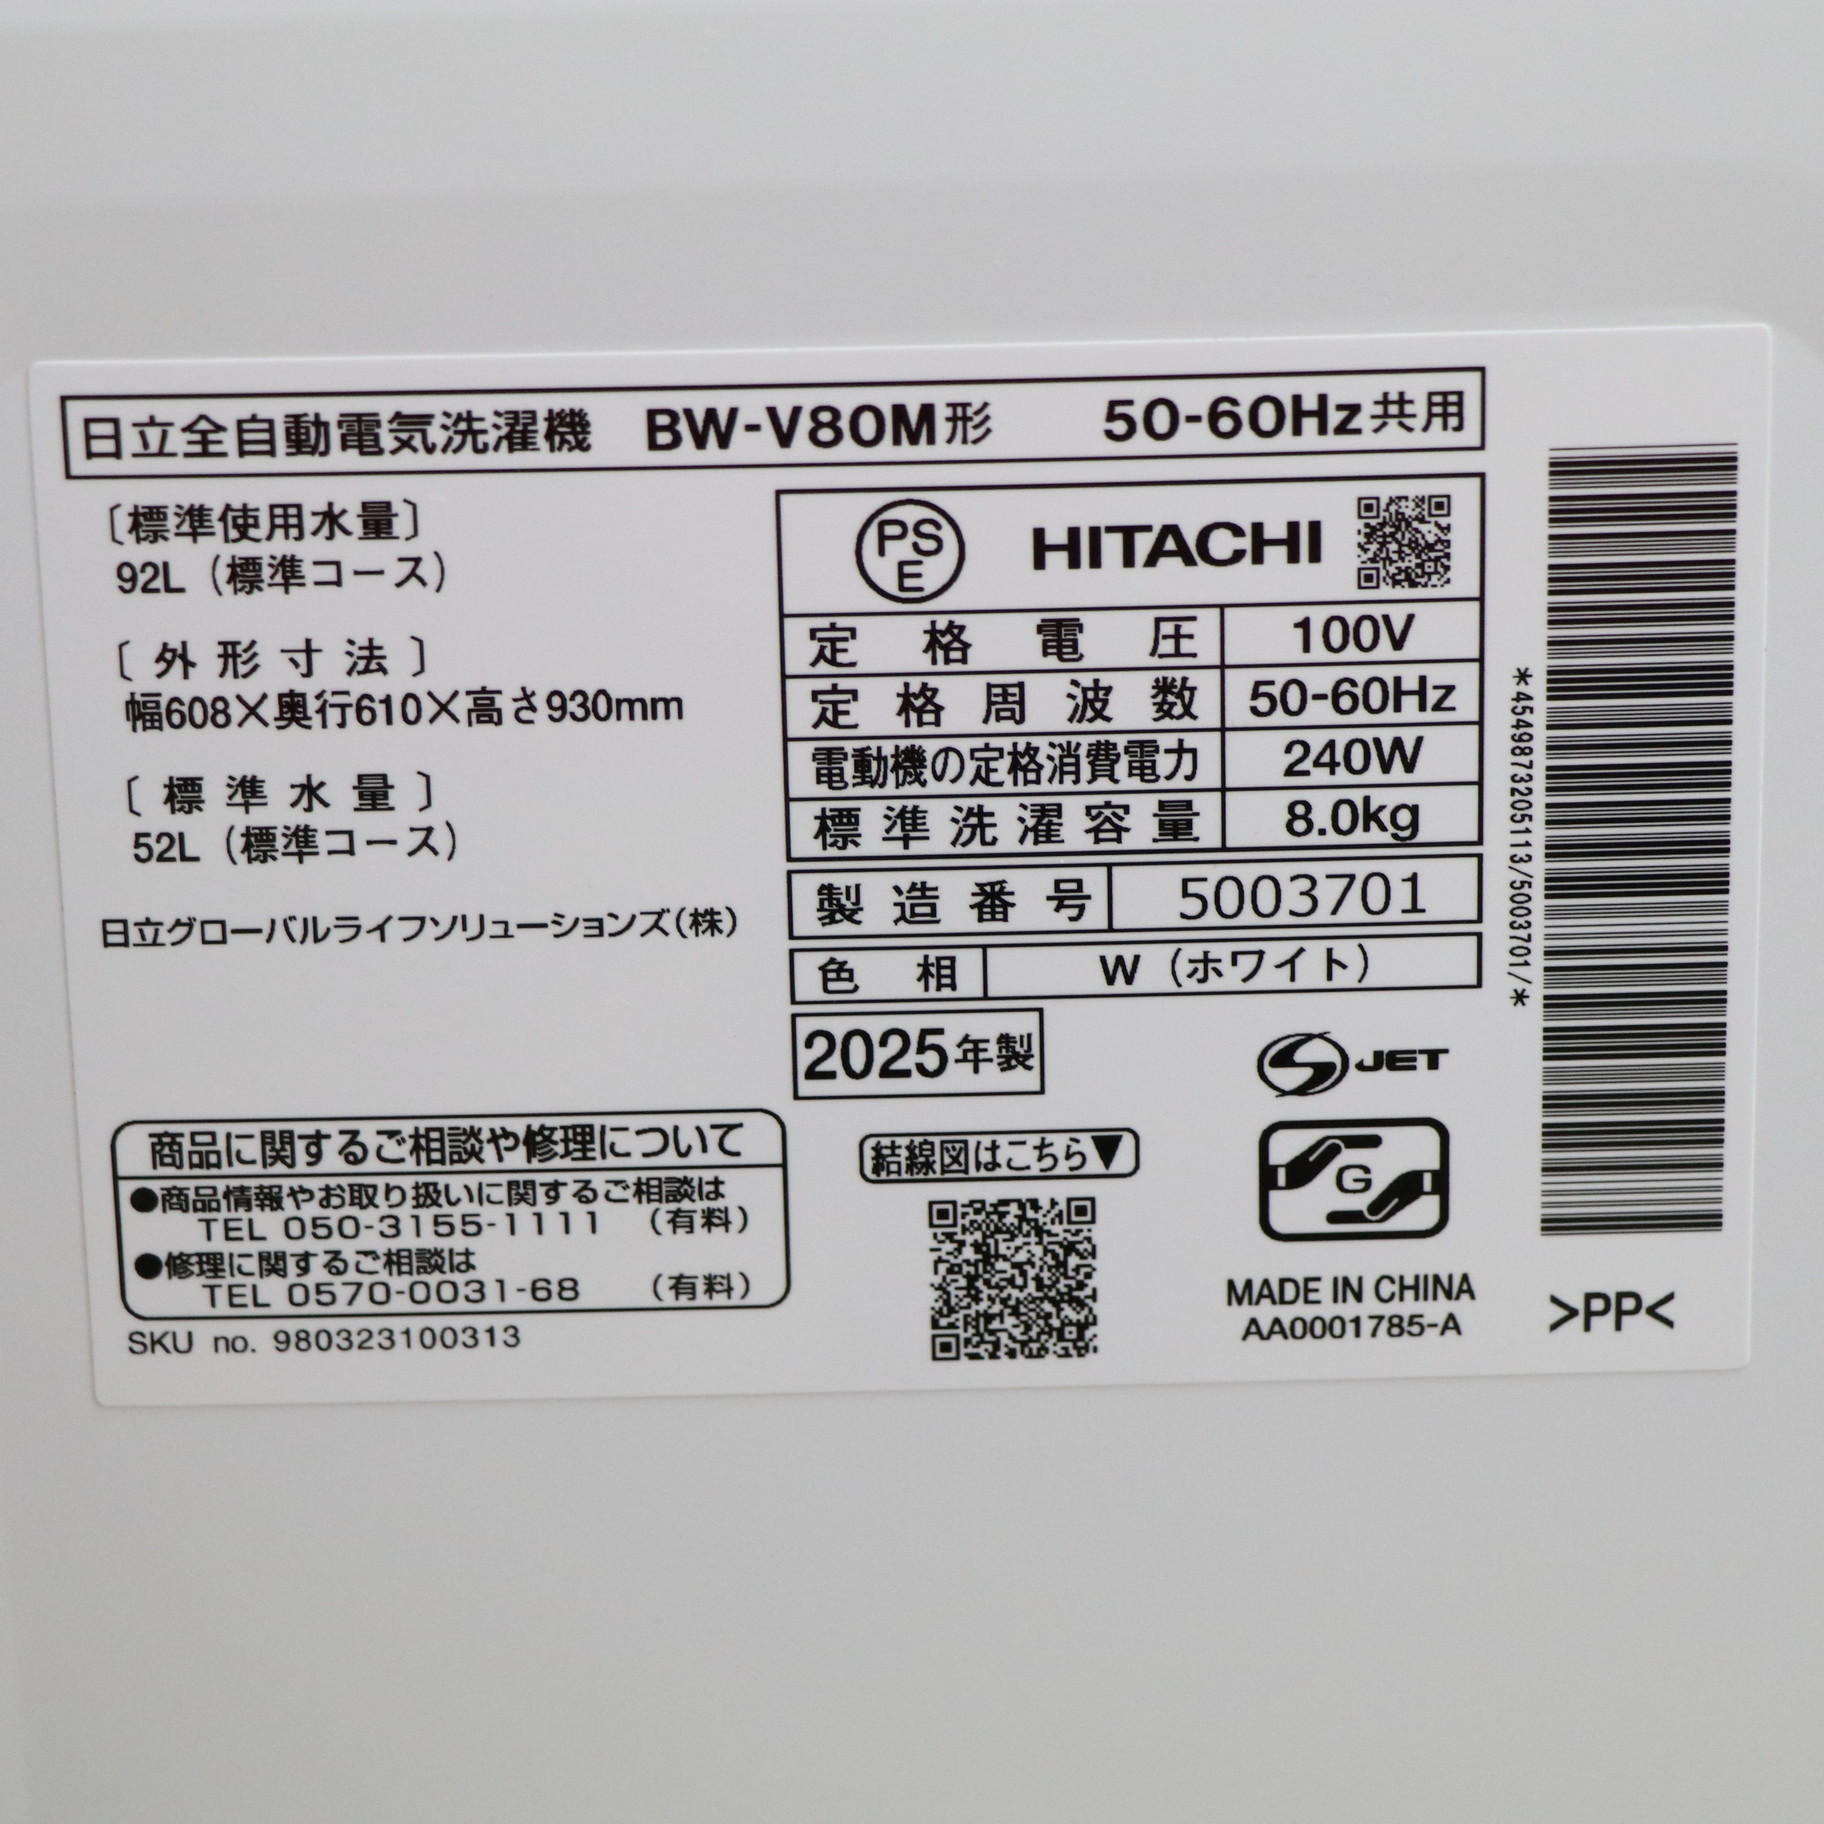 日立全自動電気洗濯機 BW-V80M形 50-60Hz共用
〔標準使用水量〕
92L（標準コース）
〔外形寸法〕
幅608×奥行610×高さ930mm
〔標準水量〕
52L（標準コース）
日立グローバルライフソリューションズ(株)
PS
E
HITACHI
定格電圧 100V
定格周波数 50-60Hz
電動機の定格消費電力 240W
標準洗濯容量 8.0kg
製造番号 5003701
色相 W（ホワイト）
2025年製
JET
商品に関するご相談や修理について
●商品情報やお取り扱いに関するご相談は
TEL 050-3155-1111 （有料）
●修理に関するご相談は
TEL 0570-0031-68 （有料）
SKU no. 980323100313
結線図はこちら▼
G
MADE IN CHINA
AA0001785-A
>PP<
*4549873205113/5003701/*